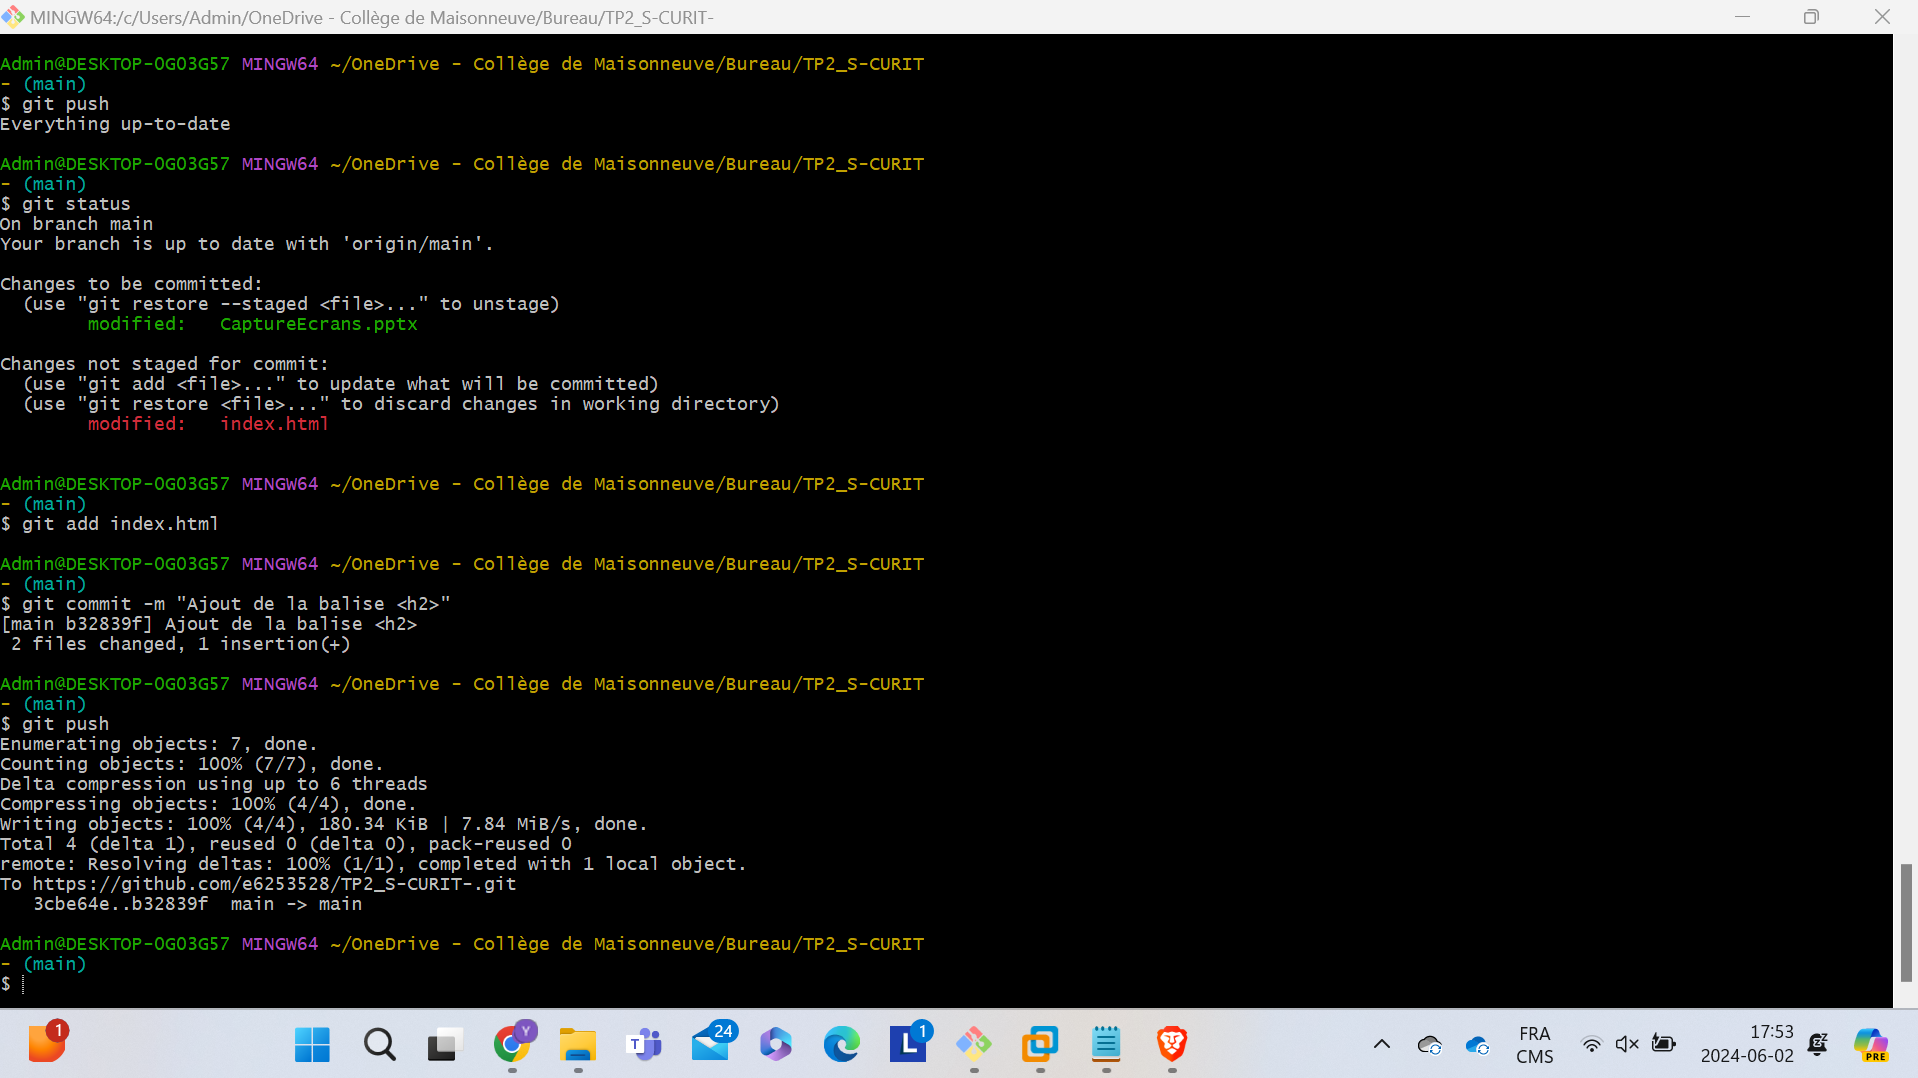 MINGW64:/c/Users/Admin/OneDrive - Collège de Maisonneuve/Bureau/TP2_S-CURIT-
Admin@DESKTOP-0GO3G57 MINGW64 ~/OneDrive - Collège de Maisonneuve/Bureau/TP2_S-CURIT
- (main)
$ git push
Everything up-to-date
Admin@DESKTOP-0GO3G57 MINGW64 ~/OneDrive - Collège de Maisonneuve/Bureau/TP2_S-CURIT
- (main)
$ git status
On branch main
Your branch is up to date with 'origin/main'.
Changes to be committed:
  (use "git restore --staged <file>..." to unstage)
        modified:   CaptureEcrans.pptx
Changes not staged for commit:
  (use "git add <file>..." to update what will be committed)
  (use "git restore <file>..." to discard changes in working directory)
        modified:   index.html
Admin@DESKTOP-0GO3G57 MINGW64 ~/OneDrive - Collège de Maisonneuve/Bureau/TP2_S-CURIT
- (main)
$ git add index.html
Admin@DESKTOP-0GO3G57 MINGW64 ~/OneDrive - Collège de Maisonneuve/Bureau/TP2_S-CURIT
- (main)
$ git commit -m "Ajout de la balise <h2>"
[main b32839f] Ajout de la balise <h2>
 2 files changed, 1 insertion(+)
Admin@DESKTOP-0GO3G57 MINGW64 ~/OneDrive - Collège de Maisonneuve/Bureau/TP2_S-CURIT
- (main)
$ git push
Enumerating objects: 7, done.
Counting objects: 100% (7/7), done.
Delta compression using up to 6 threads
Compressing objects: 100% (4/4), done.
Writing objects: 100% (4/4), 180.34 KiB | 7.84 MiB/s, done.
Total 4 (delta 1), reused 0 (delta 0), pack-reused 0
remote: Resolving deltas: 100% (1/1), completed with 1 local object.
To https://github.com/e6253528/TP2_S-CURIT-.git
   3cbe64e..b32839f  main -> main
Admin@DESKTOP-0GO3G57 MINGW64 ~/OneDrive - Collège de Maisonneuve/Bureau/TP2_S-CURIT
- (main)
$
1
Y
T
24
L
1
FRA
CMS
17:53
2024-06-02
PRE